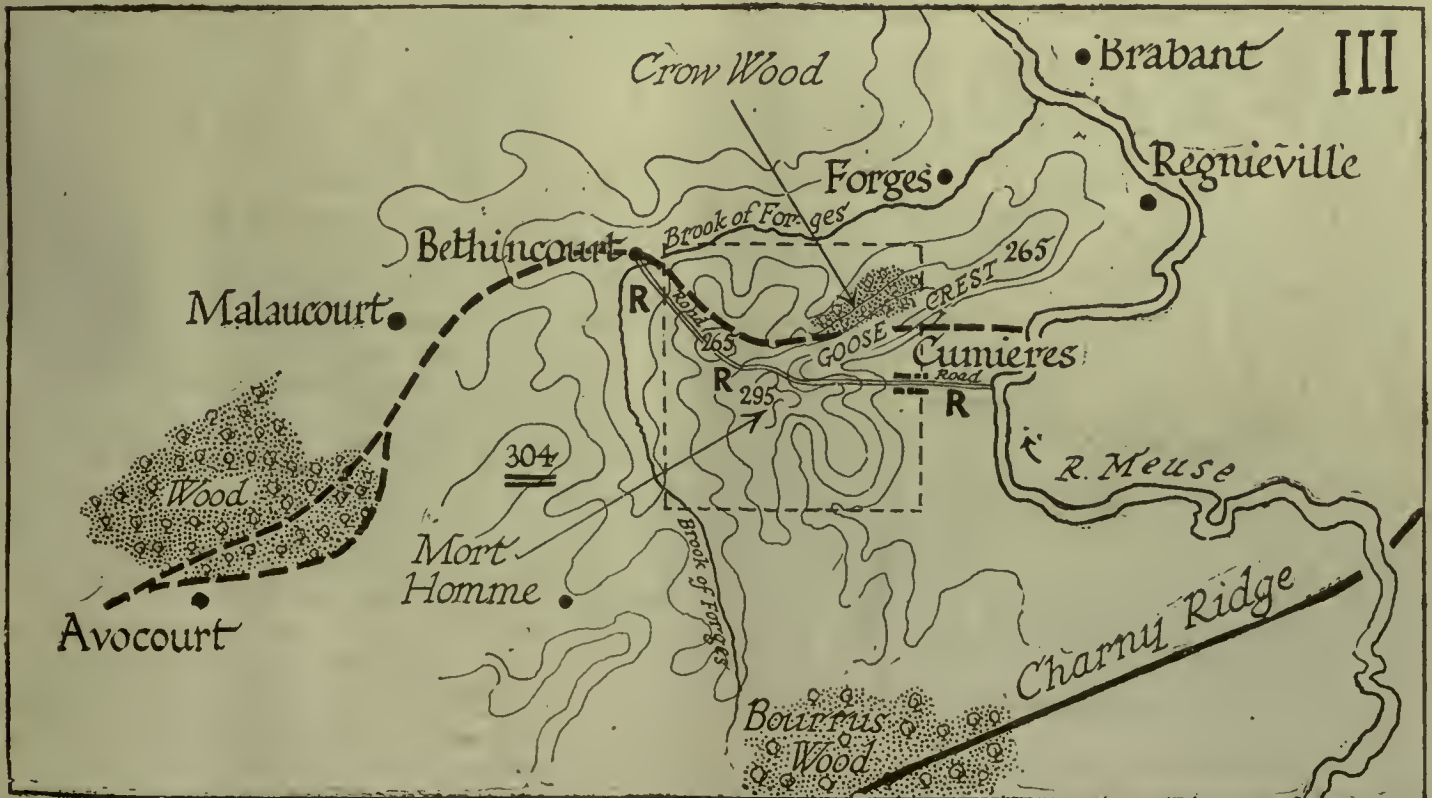 III
Brabant
Crow Wood
Regnieville
Forges
Brook of Forges
Bethincourt
265
GOOSE CREST
R
Malaucourt
Road
265
Cumieres
R
Road
295
R
304
R. Meuse
Wood
Mort
Homme
Brook of Forges
Avocourt
Charny Ridge
Bourrus
Wood